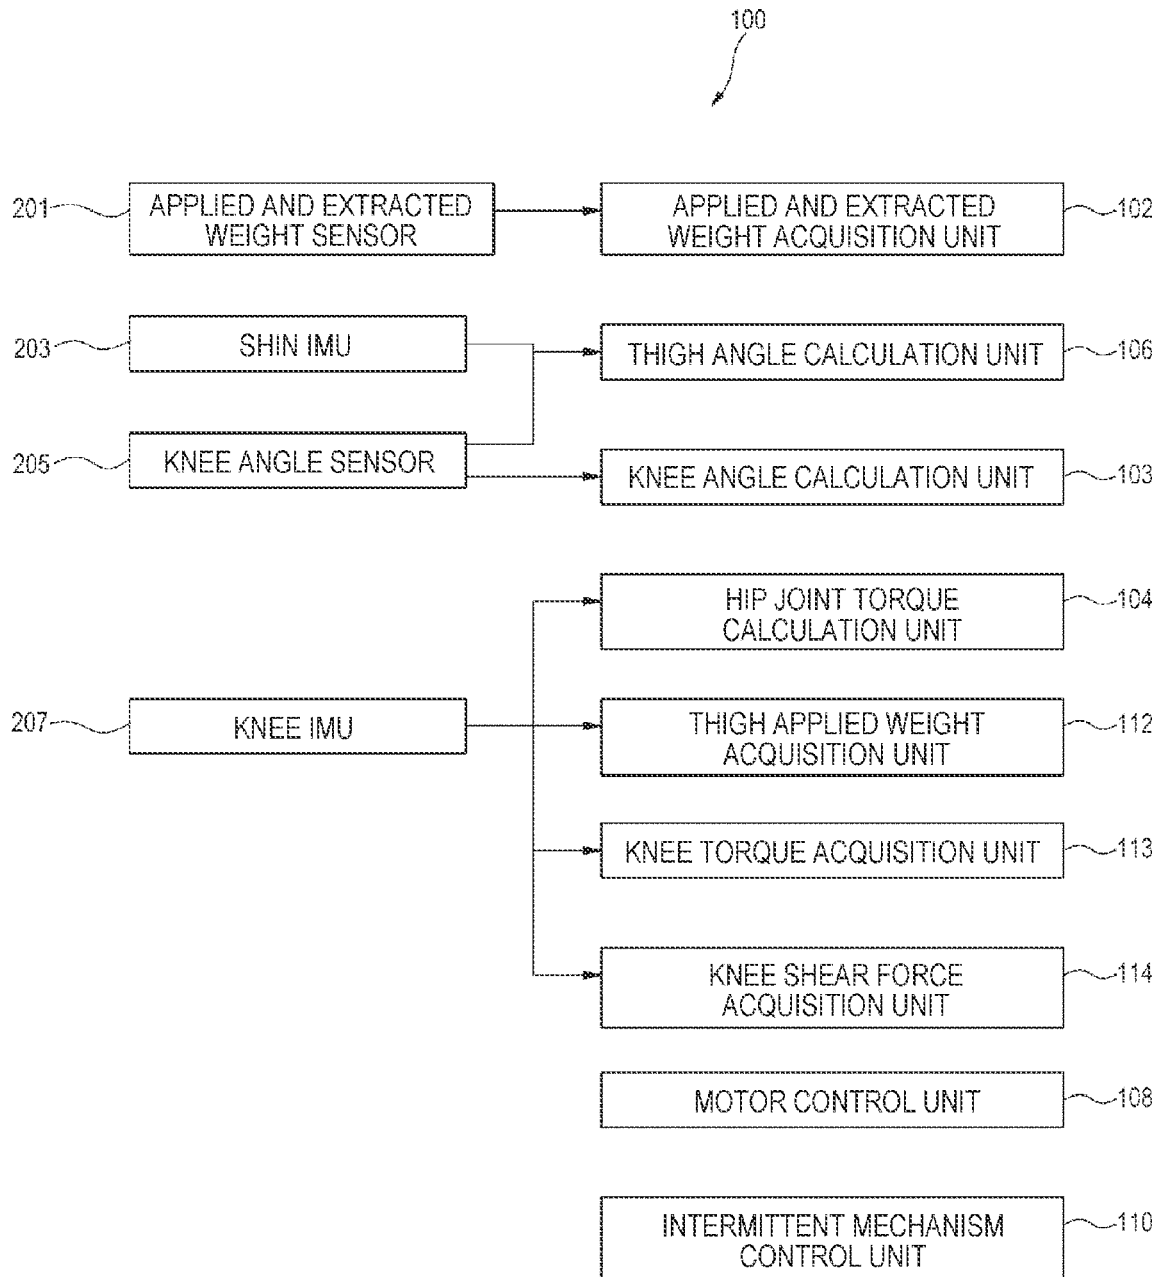 100
201
APPLIED AND EXTRACTED
WEIGHT SENSOR
APPLIED AND EXTRACTED
WEIGHT ACQUISITION UNIT
102
203
SHIN IMU
THIGH ANGLE CALCULATION UNIT
106
205
KNEE ANGLE SENSOR
KNEE ANGLE CALCULATION UNIT
103
HIP JOINT TORQUE
CALCULATION UNIT
104
207
KNEE IMU
THIGH APPLIED WEIGHT
ACQUISITION UNIT
112
KNEE TORQUE ACQUISITION UNIT
113
KNEE SHEAR FORCE
ACQUISITION UNIT
114
MOTOR CONTROL UNIT
108
INTERMITTENT MECHANISM
CONTROL UNIT
110